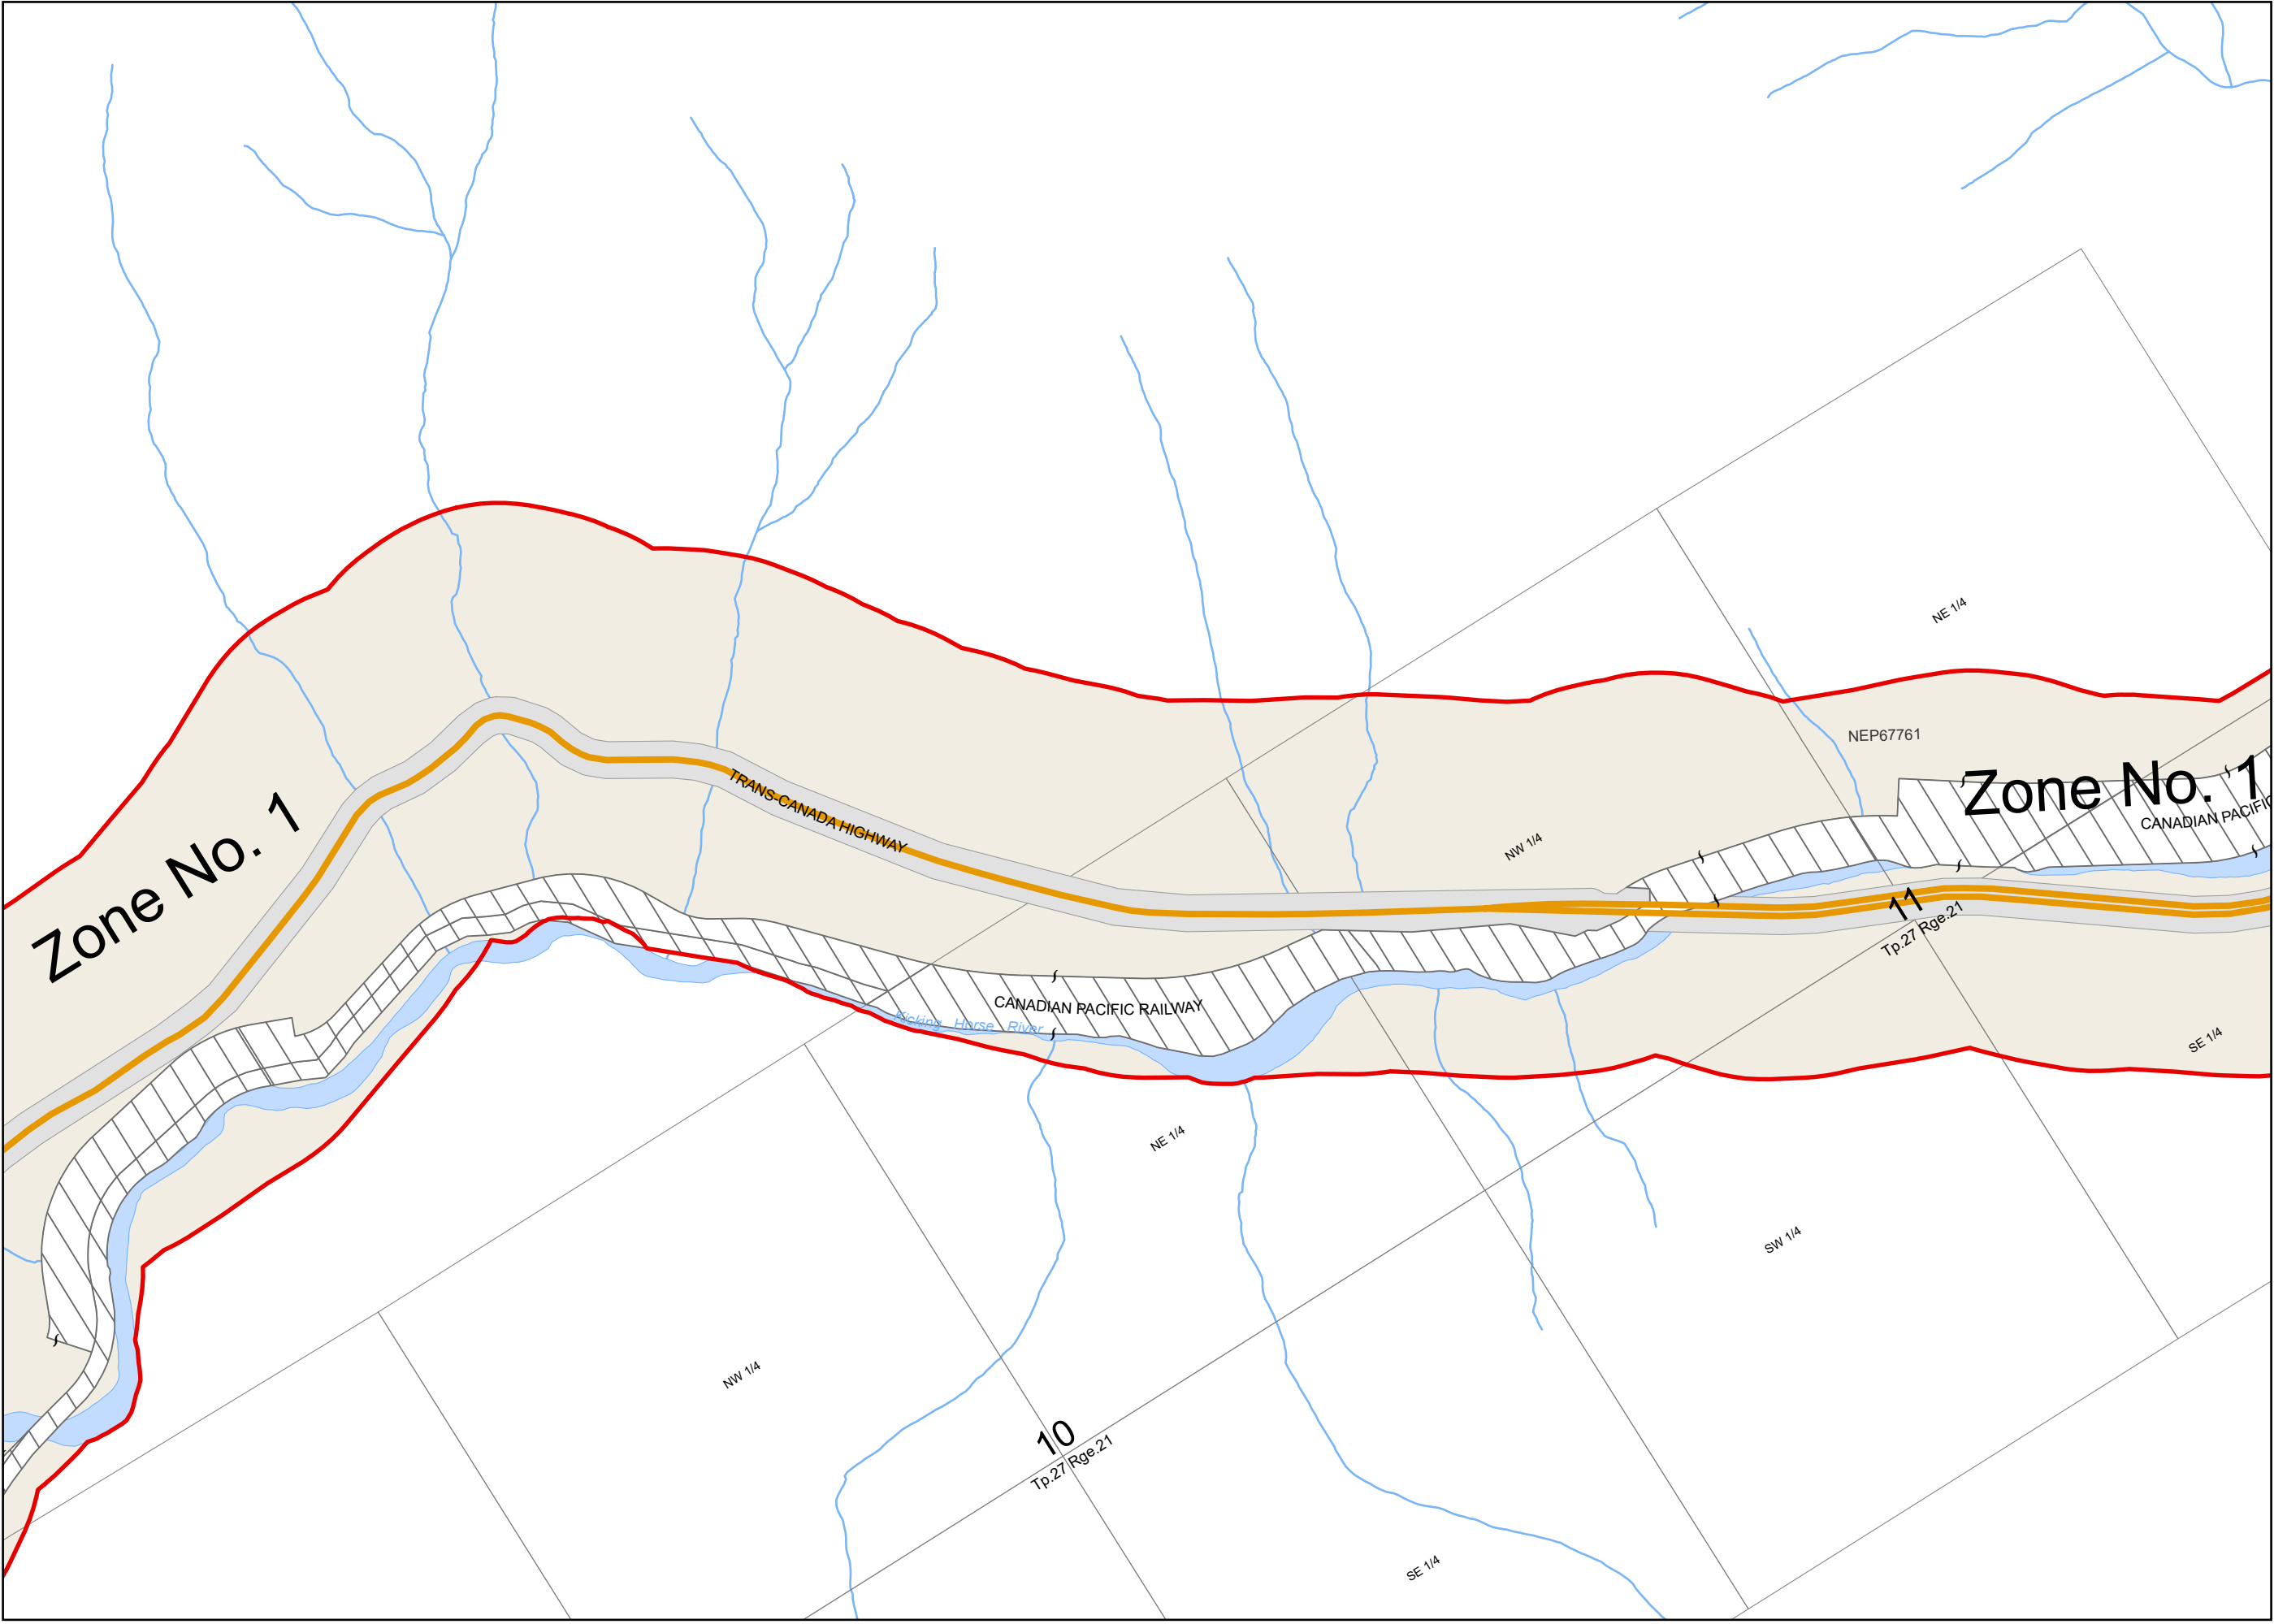 NE 1/4
NEP67761
Zone No. 1
CANADIAN PACIFIC
TRANS-CANADA HIGHWAY
NW 1/4
Zone No. 1
11
Tp.27 Rge.21
CANADIAN PACIFIC RAILWAY
Kicking Horse River
SE 1/4
NE 1/4
SW 1/4
NW 1/4
10
Tp.27 Rge.21
SE 1/4